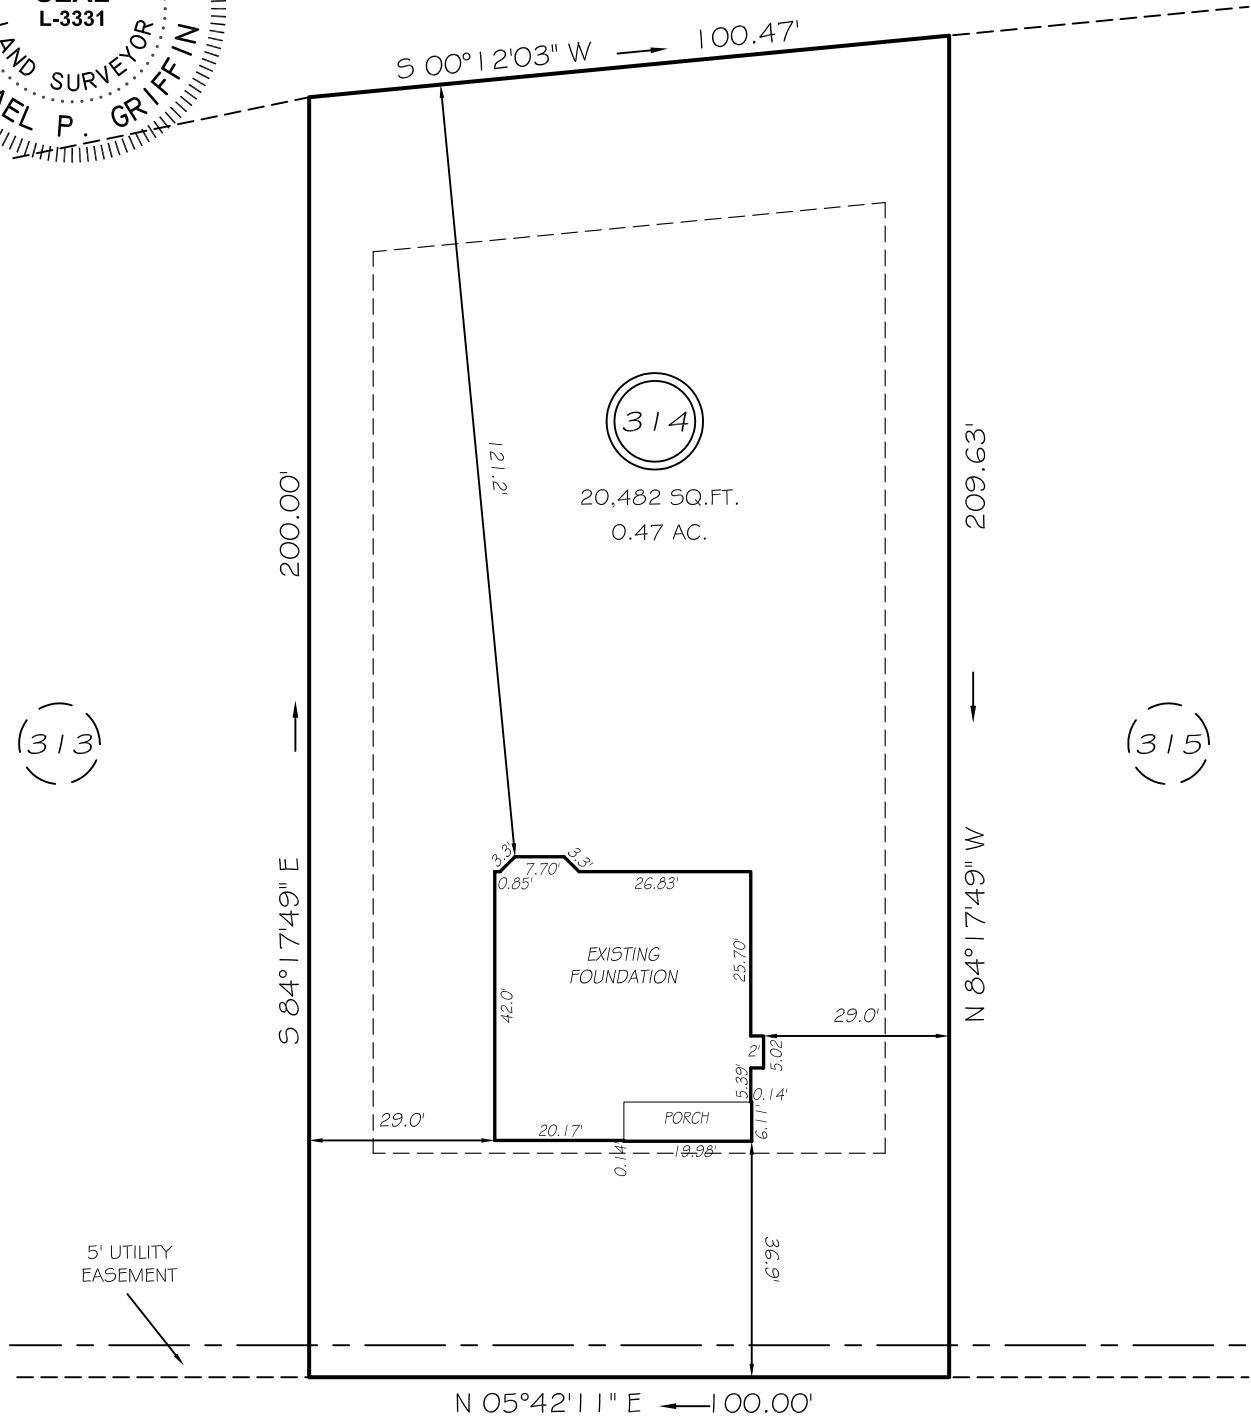 L-3331
AND SURVEYOR
P. GRIFFIN
S 00°12'03" W 100.47'
121.2'
314
20,482 SQ.FT.
0.47 AC.
200.00'
209.63'
313
315
S 84°17'49" E
N 84°17'49" W
3.3'
7.70'
3.3'
0.85'
26.83'
EXISTING
FOUNDATION
25.70'
42.0'
29.0'
2'
5.02
5.39'
0.14'
PORCH
6.11'
29.0'
20.17'
0.14'
19.98'
36.9'
5' UTILITY
EASEMENT
N 05°42'11" E 100.00'